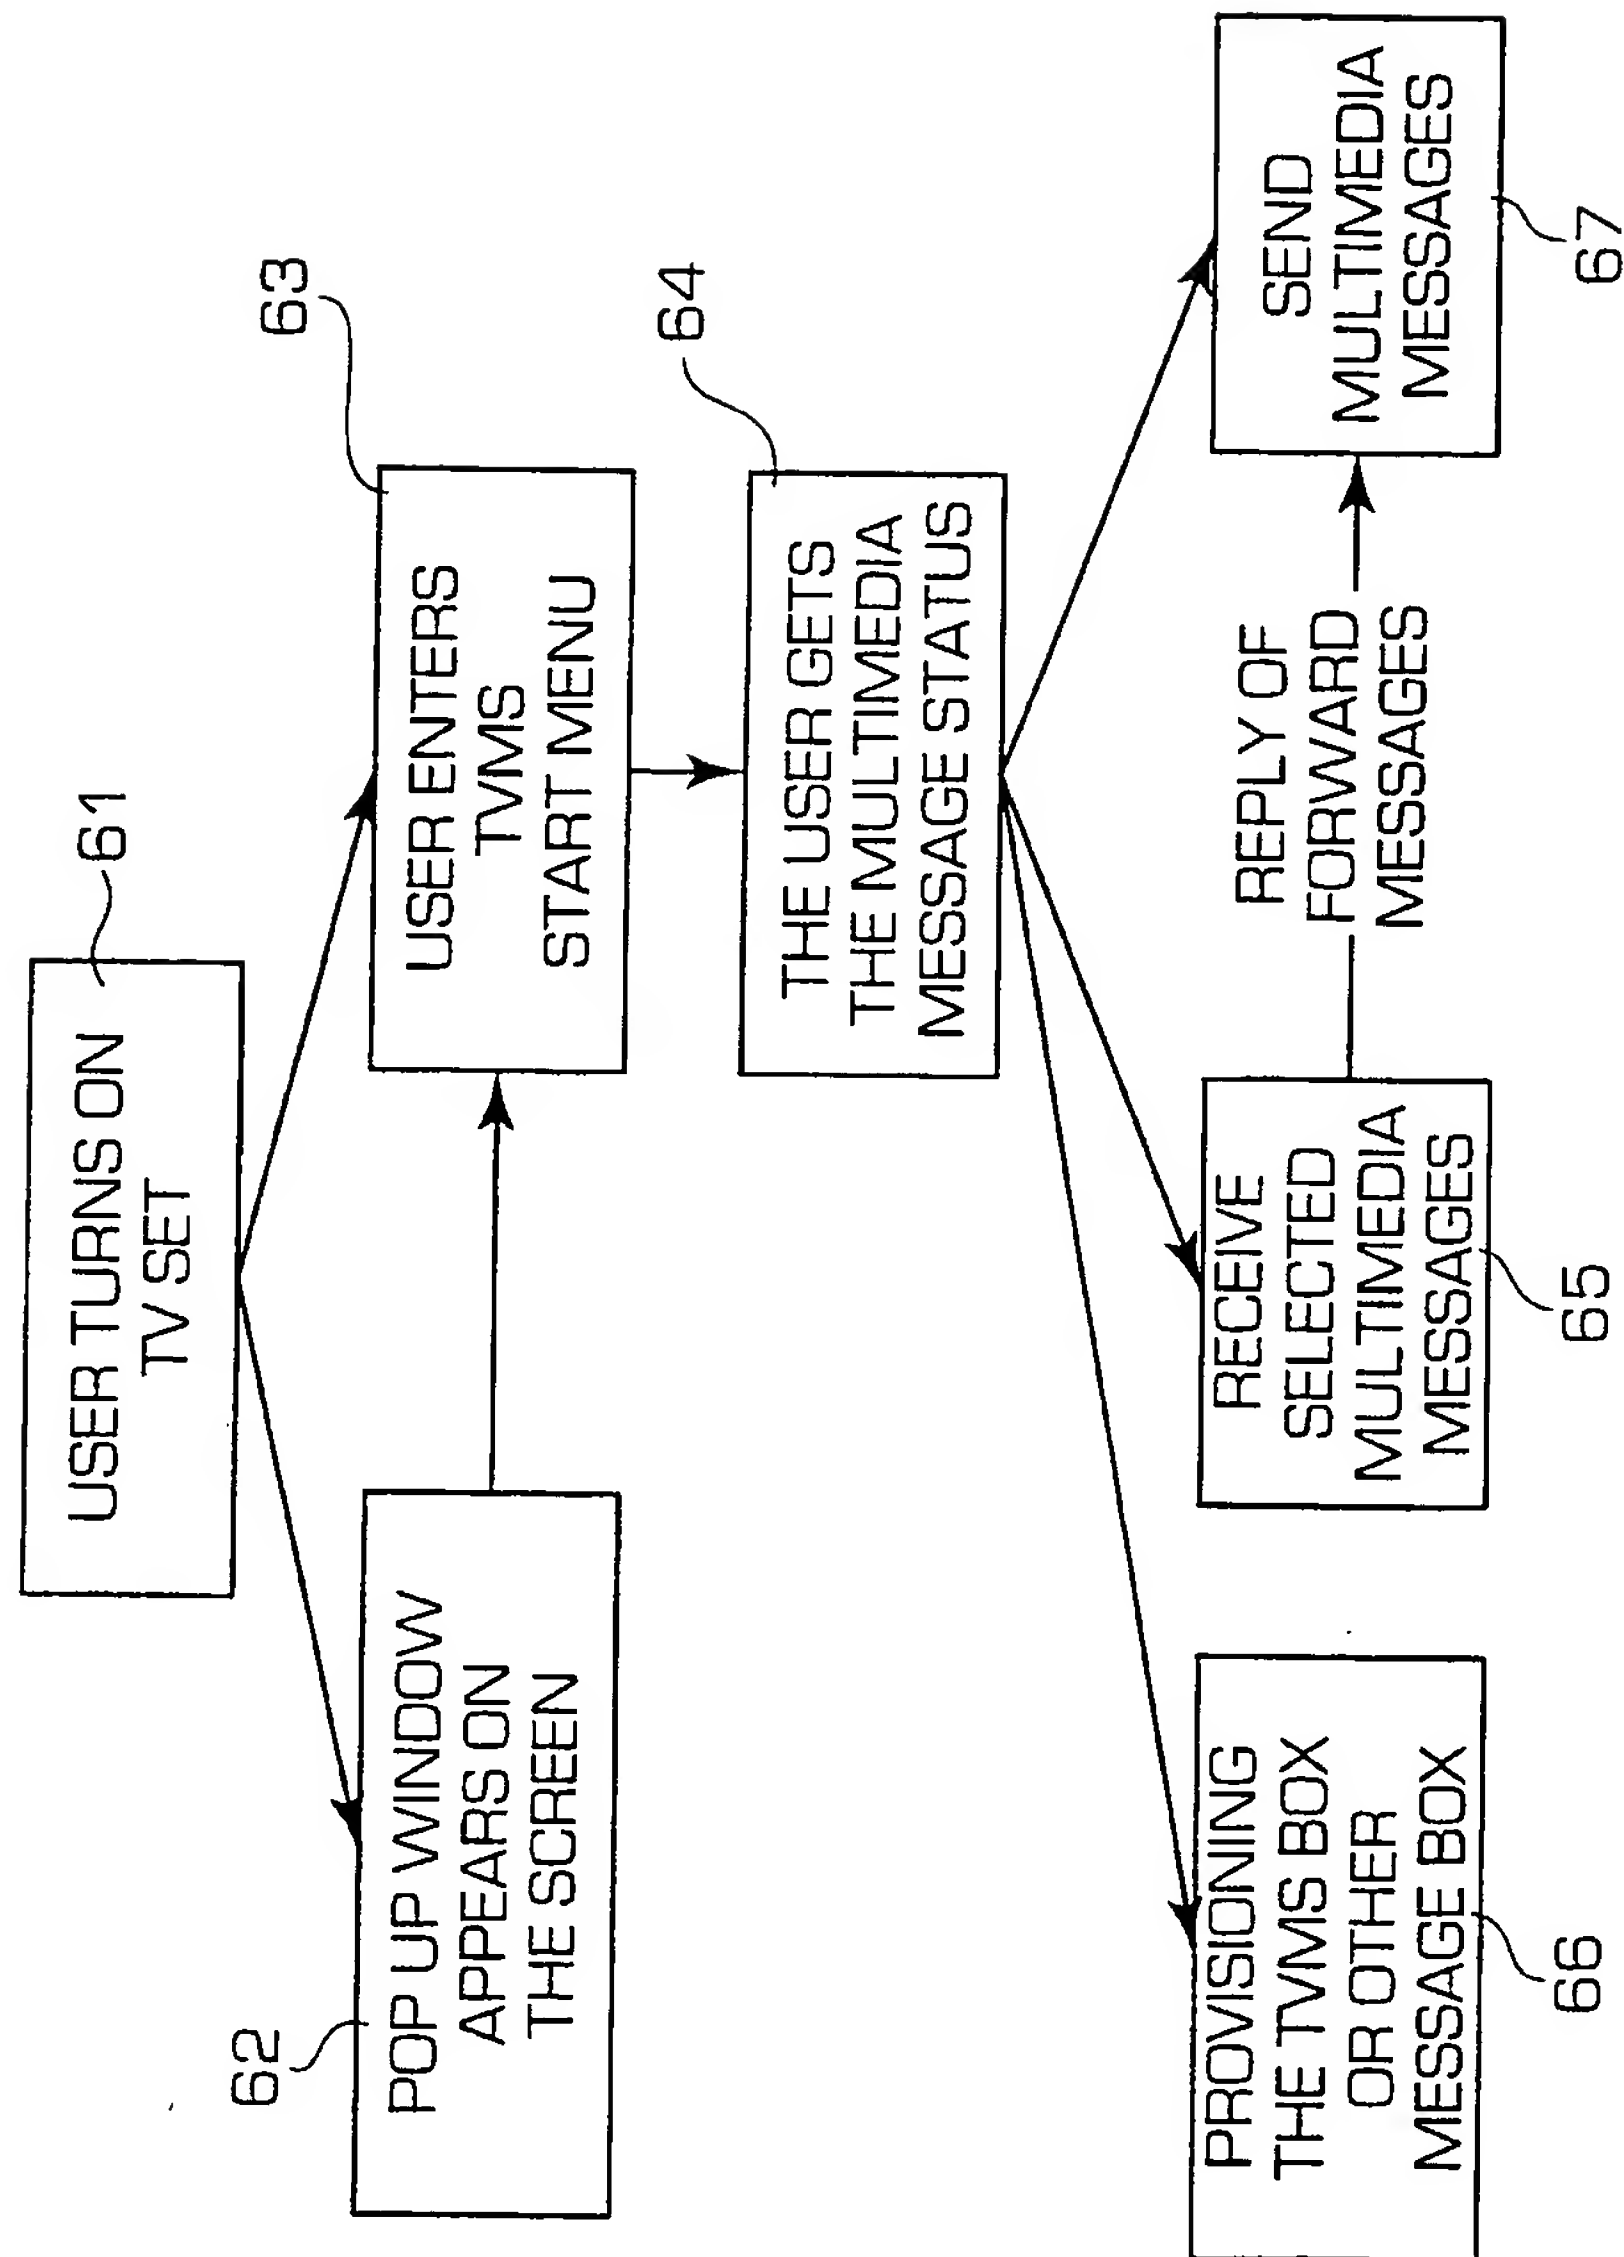 61
USER TURNS ON
TV SET
62
POP UP WINDOW
APPEARS ON
THE SCREEN
63
USER ENTERS
TVMS
START MENU
64
THE USER GETS
THE MULTIMEDIA
MESSAGE STATUS
PROVISIONING
THE TVMS BOX
OR OTHER
MESSAGE BOX
66
RECEIVE
SELECTED
MULTIMEDIA
MESSAGES
65
REPLY OF
FORWARD
MESSAGES
SEND
MULTIMEDIA
MESSAGES
67